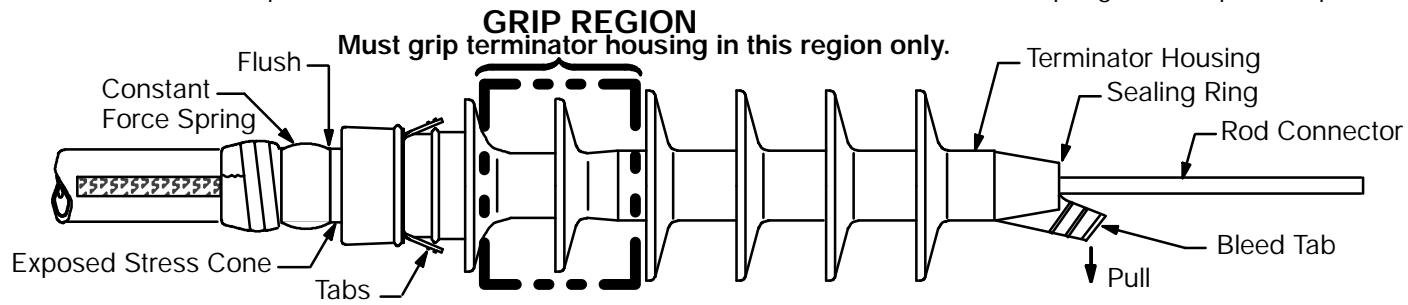 GRIP REGION
Must grip terminator housing in this region only.
Flush
Constant
Force Spring
Terminator Housing
Sealing Ring
Rod Connector
Exposed Stress Cone
Tabs
Bleed Tab
Pull